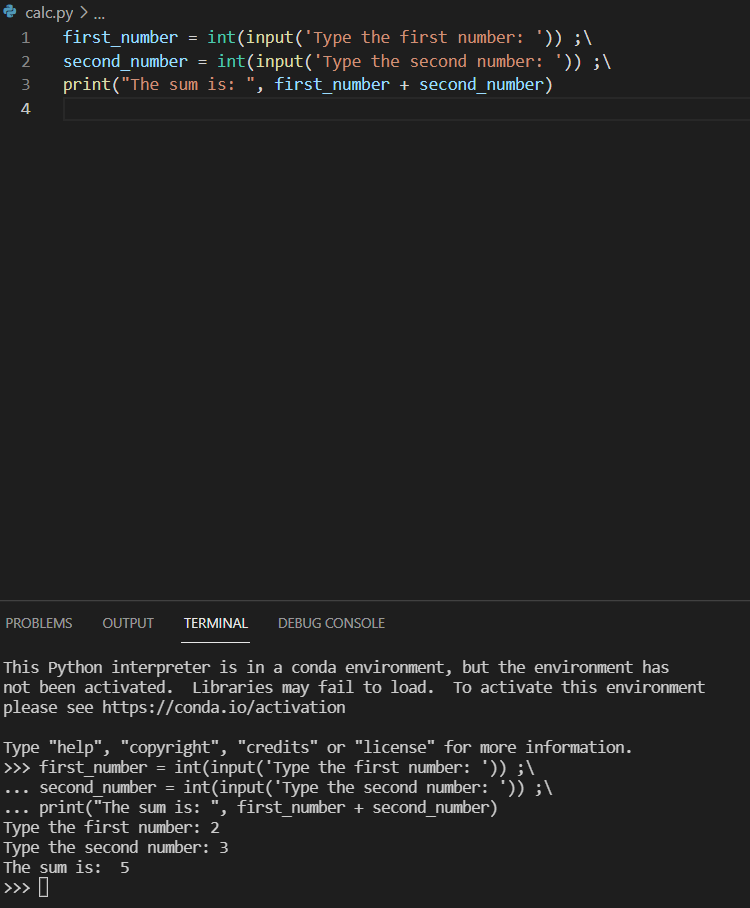 calc.py > ...
1 first_number = int(input('Type the first number: ')) ;\
2 second_number = int(input('Type the second number: ')) ;\
3 print("The sum is: ", first_number + second_number)
4
PROBLEMS OUTPUT TERMINAL DEBUG CONSOLE
This Python interpreter is in a conda environment, but the environment has
not been activated.  Libraries may fail to load.  To activate this environment
please see https://conda.io/activation
Type "help", "copyright", "credits" or "license" for more information.
>>> first_number = int(input('Type the first number: ')) ;\
... second_number = int(input('Type the second number: ')) ;\
... print("The sum is: ", first_number + second_number)
Type the first number: 2
Type the second number: 3
The sum is:  5
>>>